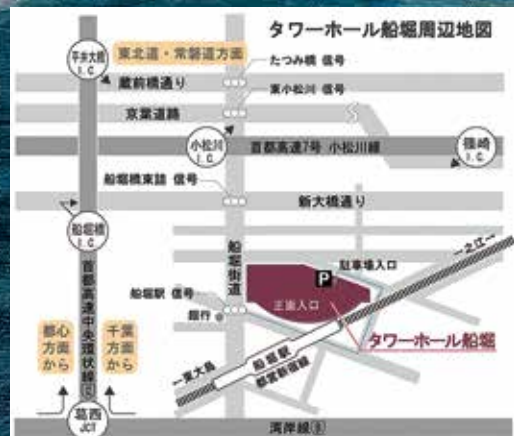 タワーホール船堀周辺地図
平井大橋
I.C.
東北道・常磐道方面
たつみ橋 信号
蔵前橋通り
東小松川 信号
京葉道路
小松川
I.C.
首都高速7号 小松川線
篠崎
I.C.
船堀橋東詰 信号
新大橋通り
船堀橋
I.C.
船堀街道
一之江→
駐車場入口
P
首都高速中央環状線
船堀駅 信号
正面入口
銀行
タワーホール船堀
都心
方面
から
千葉
方面
から
船堀駅
都営新宿線
←東大島
葛西
JCT
湾岸線B